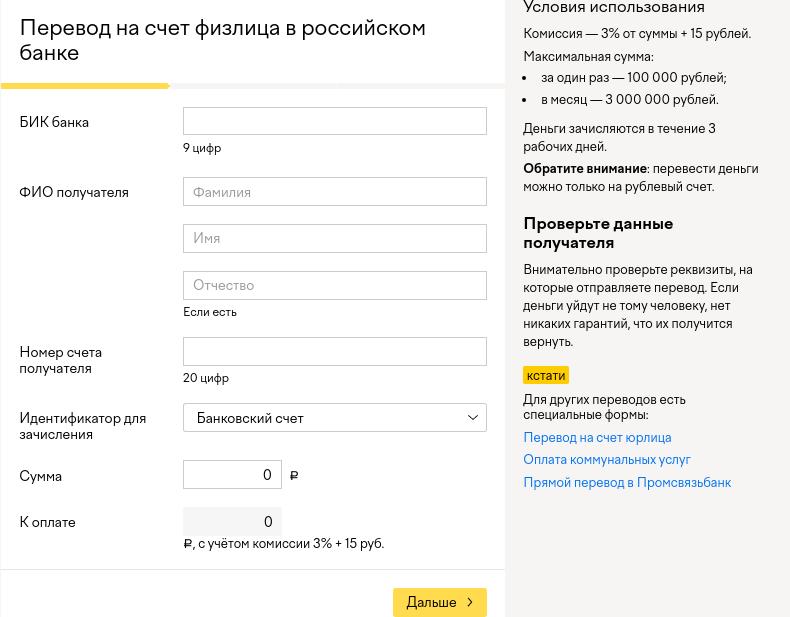 Перевод на счет физлица в российском
банке
БИК банка
9 цифр
ФИО получателя
Фамилия
Имя
Отчество
Если есть
Номер счета
получателя
20 цифр
Идентификатор для
зачисления
Банковский счет
Сумма
0 ₽
К оплате
0
₽, с учётом комиссии 3% + 15 руб.
Дальше
Условия использования
Комиссия — 3% от суммы + 15 рублей.
Максимальная сумма:
• за один раз — 100 000 рублей;
• в месяц — 3 000 000 рублей.
Деньги зачисляются в течение 3
рабочих дней.
Обратите внимание: перевести деньги
можно только на рублевый счет.
Проверьте данные
получателя
Внимательно проверьте реквизиты, на
которые отправляете перевод. Если
деньги уйдут не тому человеку, нет
никаких гарантий, что их получится
вернуть.
кстати
Для других переводов есть
специальные формы:
Перевод на счет юрлица
Оплата коммунальных услуг
Прямой перевод в Промсвязьбанк